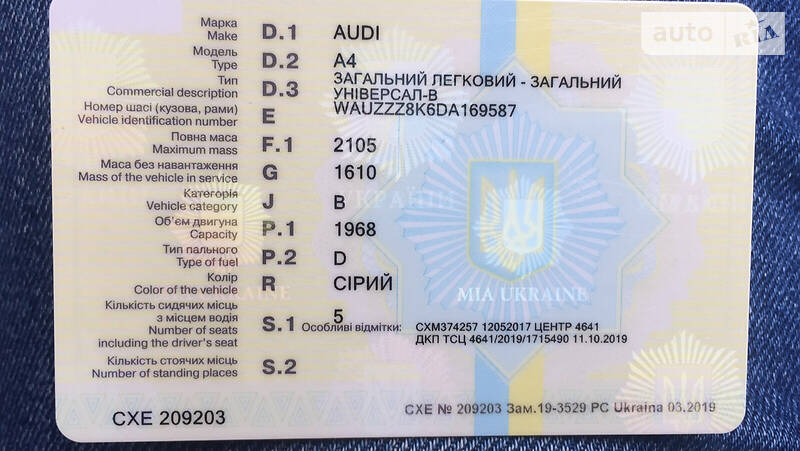 auto RIA
Марка
Make D.1 AUDI
Модель
Type D.2 A4
Тип
Commercial description D.3 ЗАГАЛЬНИЙ ЛЕГКОВИЙ - ЗАГАЛЬНИЙ
УНІВЕРСАЛ-В
Номер шасі (кузова, рами)
Vehicle identification number E WAUZZZ8K6DA169587
Повна маса
Maximum mass F.1 2105
Маса без навантаження
Mass of the vehicle in service G 1610
Категорія
Vehicle category J B
Об'єм двигуна
Capacity P.1 1968
Тип пального
Type of fuel P.2 D
Колір
Color of the vehicle R СІРИЙ
MIA UKRAINE
Кількість сидячих місць
з місцем водія
Number of seats
including the driver's seat S.1 5
Особливі відмітки: СХМ374257 12052017 ЦЕНТР 4641
ДКП ТСЦ 4641/2019/1715490 11.10.2019
Кількість стоячих місць
Number of standing places S.2
СХЕ 209203
СХЕ № 209203 Зам.19-3529 РС Ukraina 03.2019